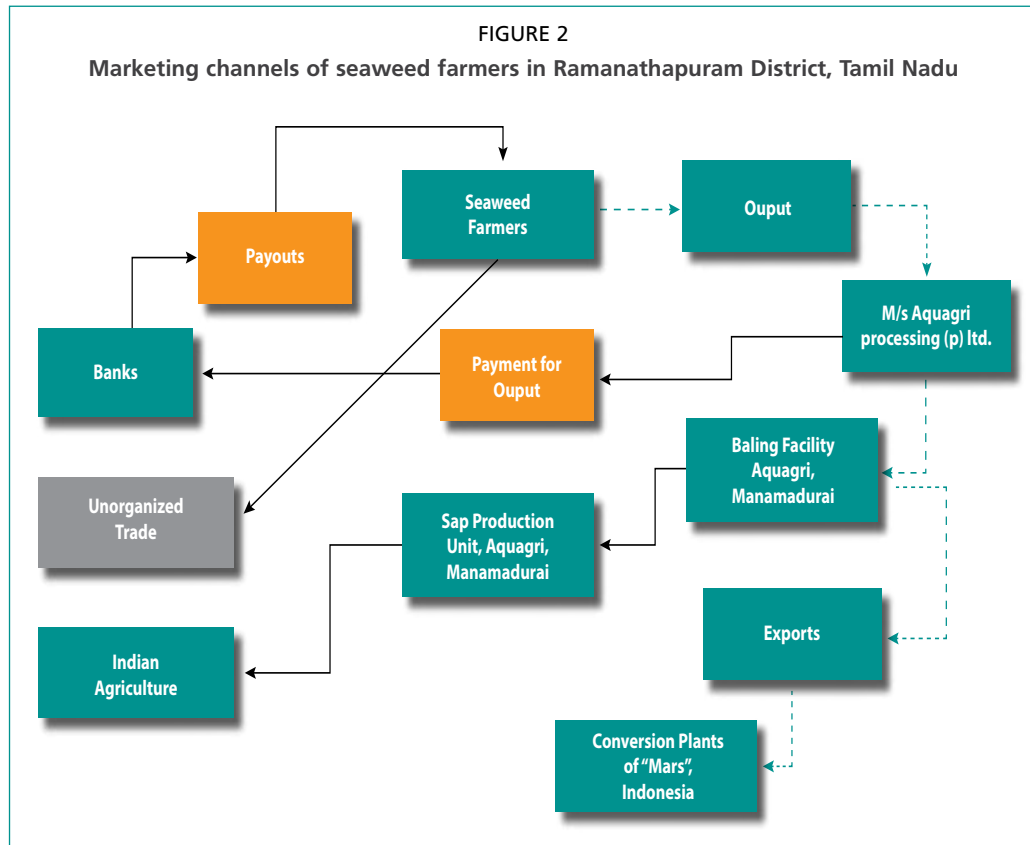 FIGURE 2
Marketing channels of seaweed farmers in Ramanathapuram District, Tamil Nadu
Seaweed
Farmers
Ouput
Payouts
M/s Aquagri
processing (p) ltd.
Banks
Payment for
Ouput
Baling Facility
Aquagri,
Manamadurai
Unorganized
Trade
Sap Production
Unit, Aquagri,
Manamadurai
Exports
Indian
Agriculture
Conversion Plants
of “Mars”,
Indonesia